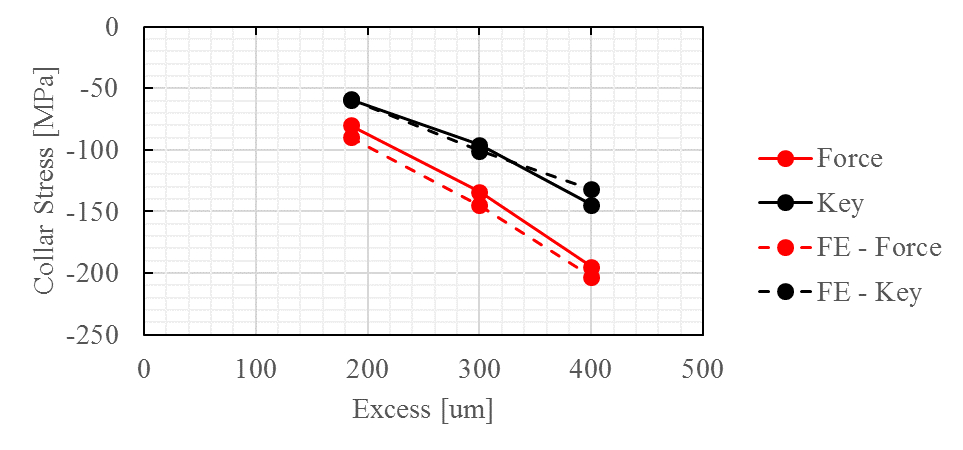 0
-50
-100
-150
-200
-250
Collar Stress [MPa]
0 100 200 300 400 500
Excess [um]
Force
Key
FE - Force
FE - Key